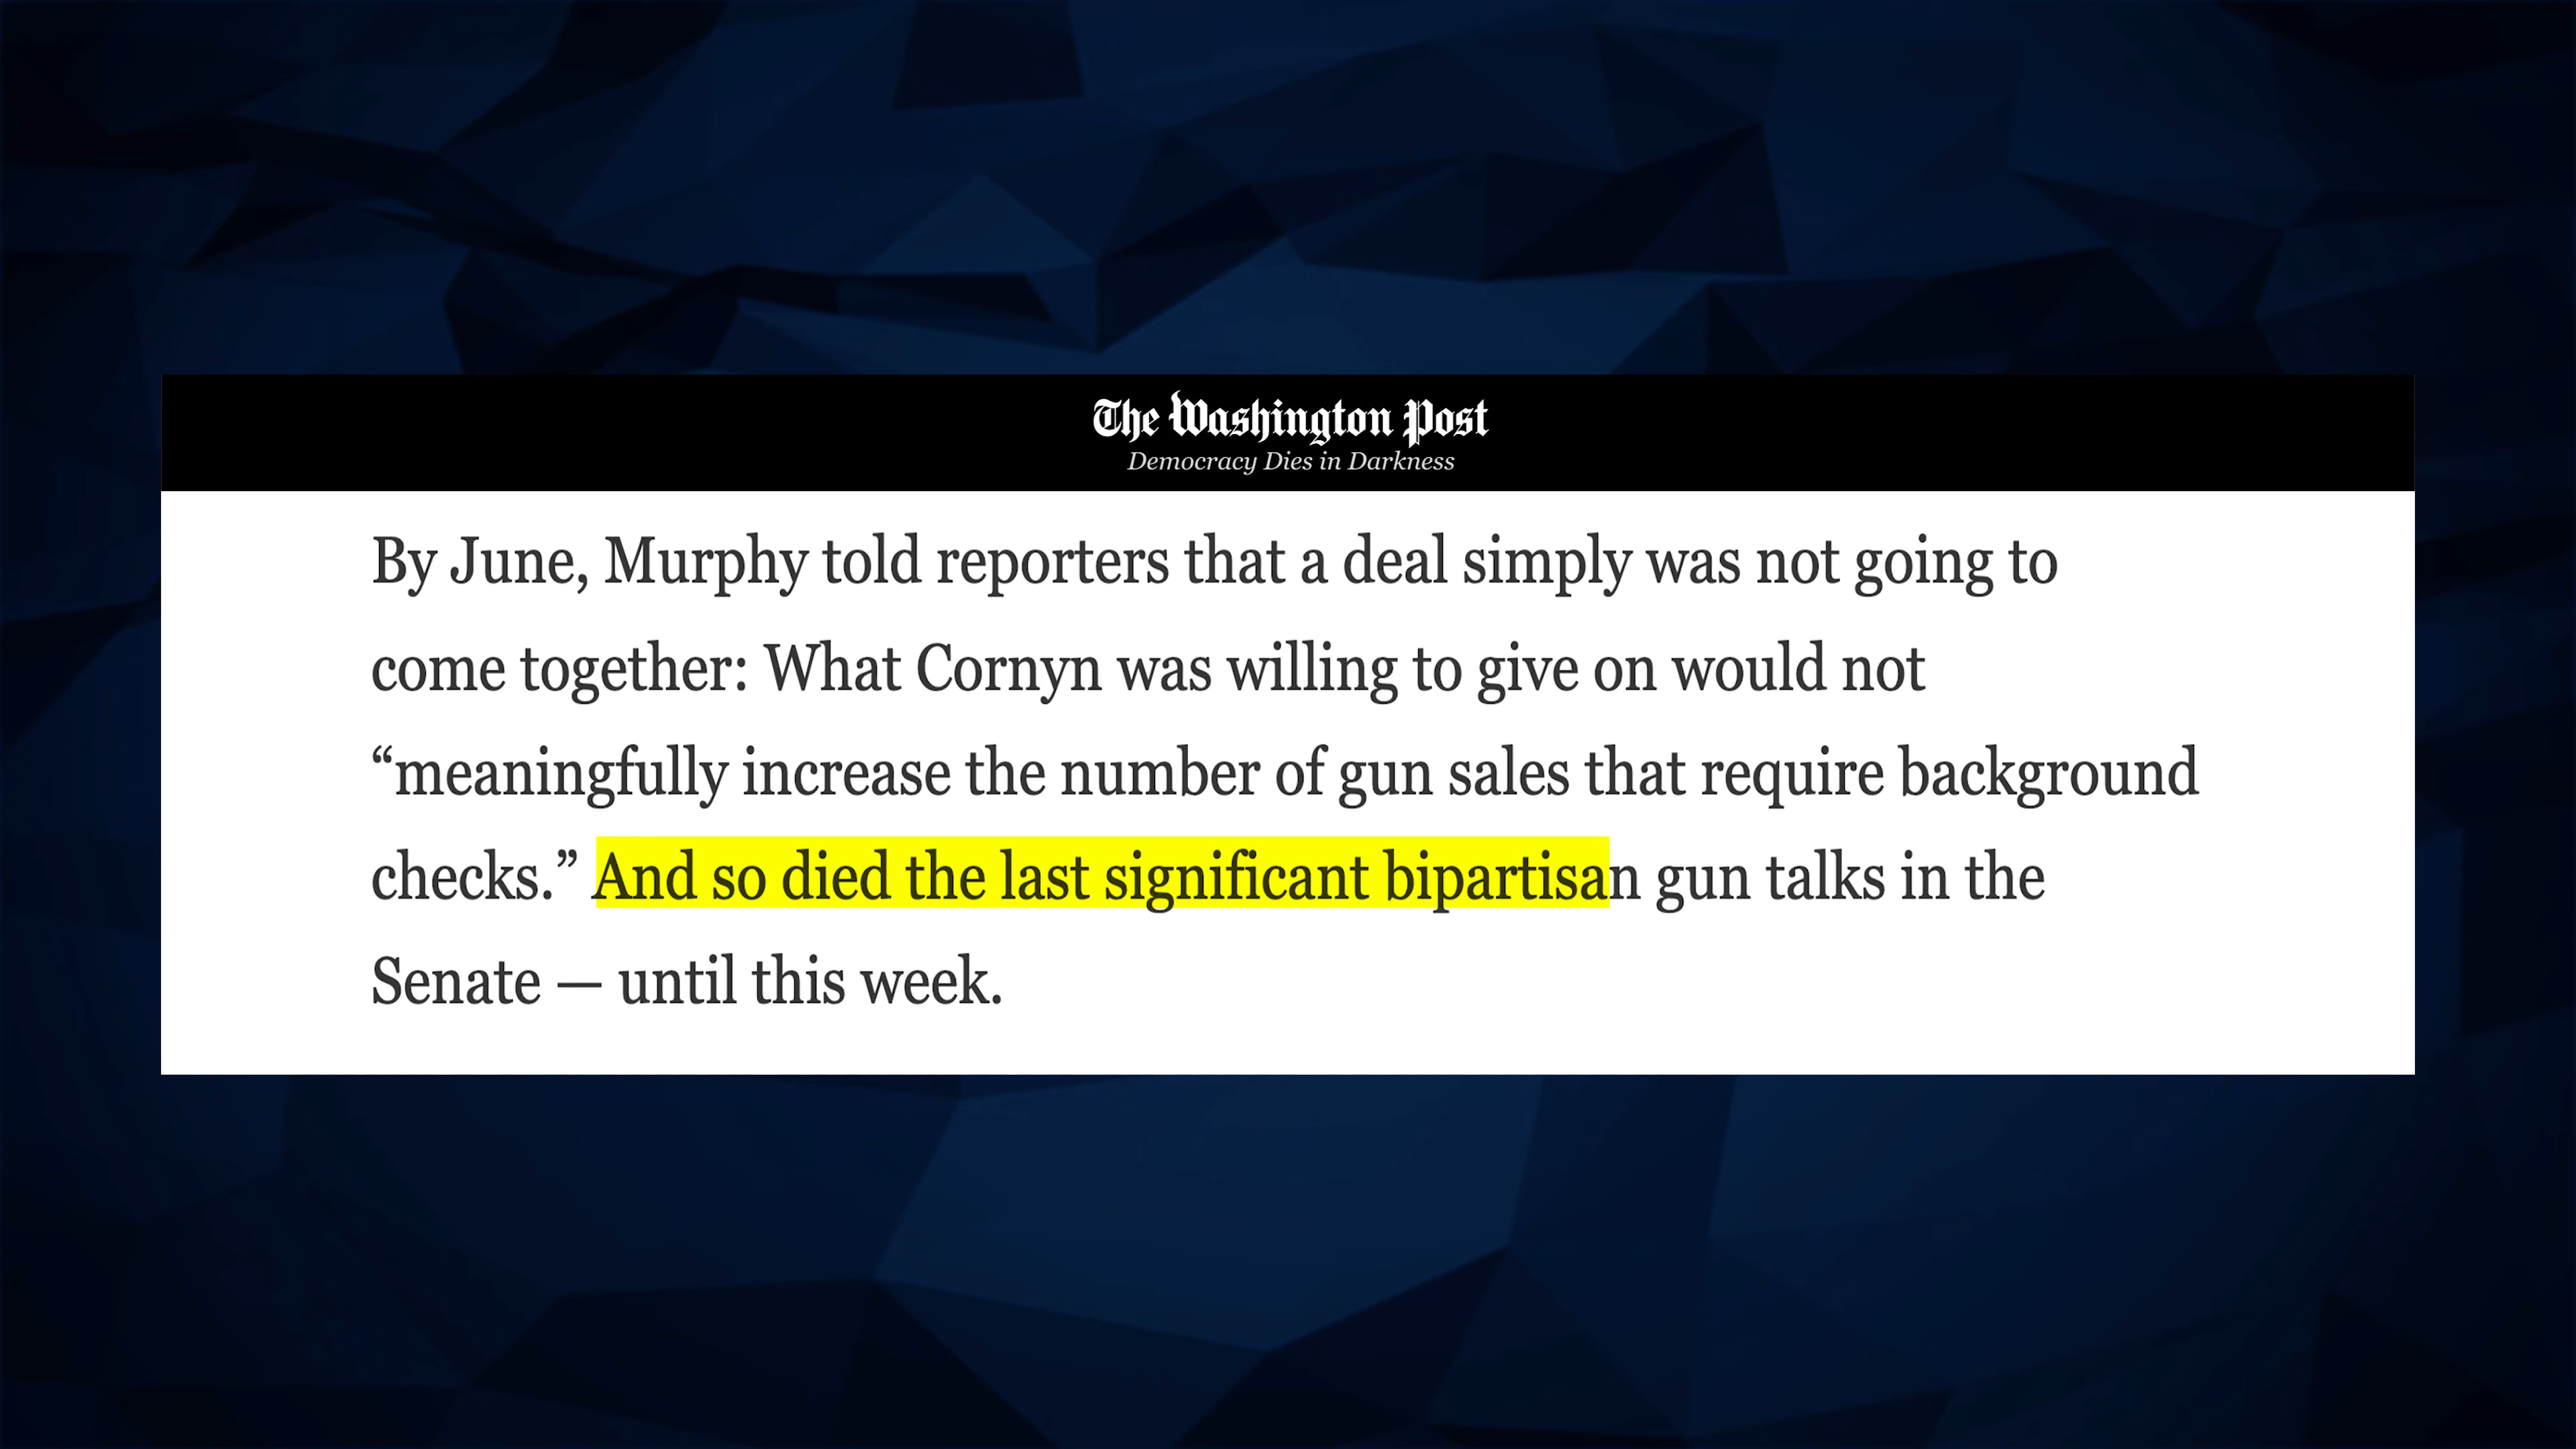 The Washington Post
Democracy Dies in Darkness
By June, Murphy told reporters that a deal simply was not going to
come together: What Cornyn was willing to give on would not
“meaningfully increase the number of gun sales that require background
checks.” And so died the last significant bipartisan gun talks in the
Senate — until this week.